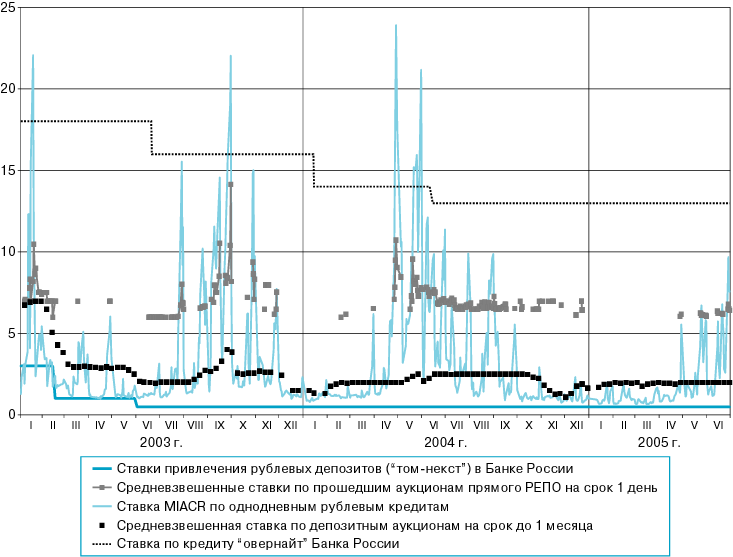 25
20
15
10
5
0
I II III IV V VI VII VIII IX X XI XII I II III IV V VI VII VIII IX X XI XII I II III IV V VI
2003 г. 2004 г. 2005 г.
Ставки привлечения рублевых депозитов (“том-некст”) в Банке России
Средневзвешенные ставки по прошедшим аукционам прямого РЕПО на срок 1 день
Ставка MIACR по однодневным рублевым кредитам
Средневзвешенная ставка по депозитным аукционам на срок до 1 месяца
Ставка по кредиту “овернайт” Банка России